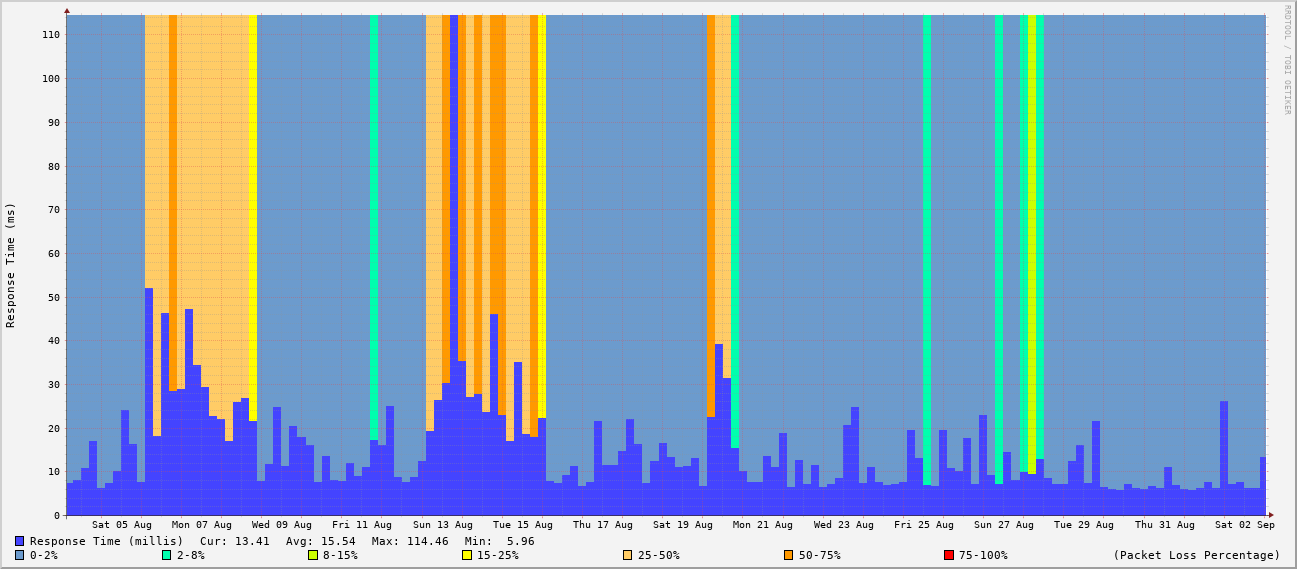 RRDTOOL / TOBI OETIKER
Response Time (ms)
110
100
90
80
70
60
50
40
30
20
10
0
Sat 05 Aug Mon 07 Aug Wed 09 Aug Fri 11 Aug Sun 13 Aug Tue 15 Aug Thu 17 Aug Sat 19 Aug Mon 21 Aug Wed 23 Aug Fri 25 Aug Sun 27 Aug Tue 29 Aug Thu 31 Aug Sat 02 Sep
Response Time (millis) Cur: 13.41 Avg: 15.54 Max: 114.46 Min: 5.96
0-2% 2-8% 8-15% 15-25% 25-50% 50-75% 75-100% (Packet Loss Percentage)